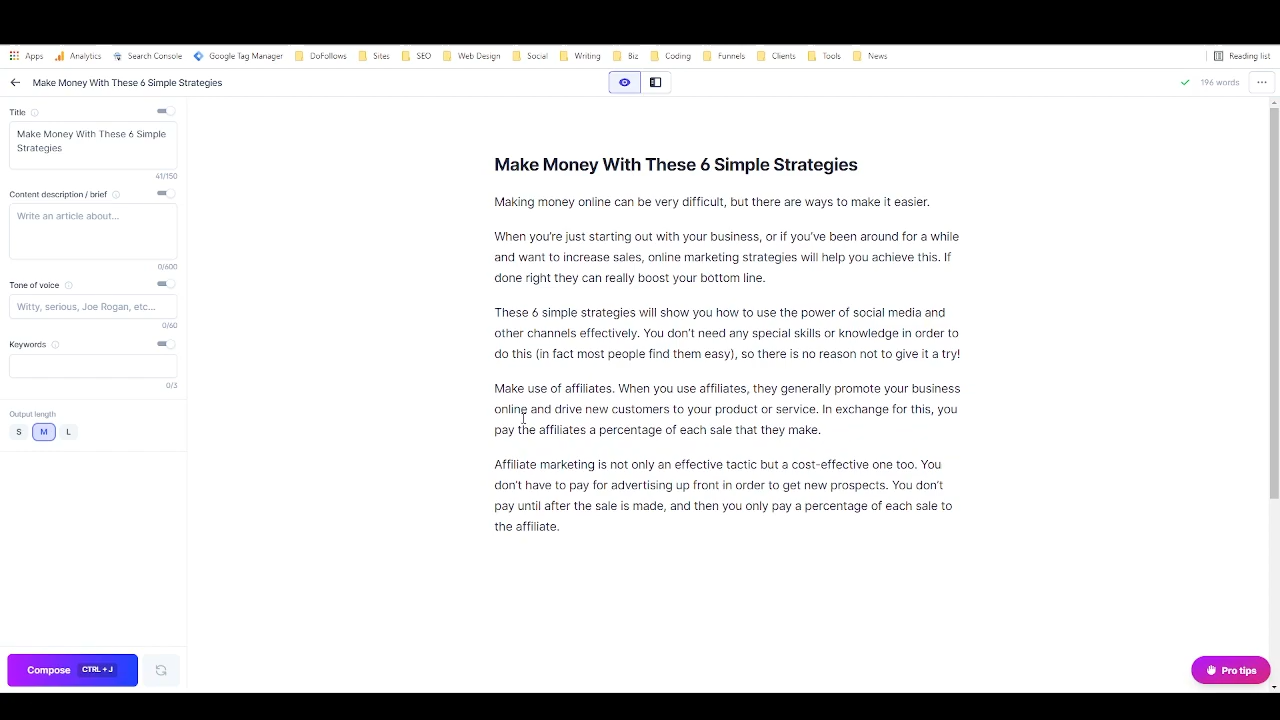 Apps Analytics Search Console Google Tag Manager DoFollows Sites SEO Web Design Social Writing Biz Coding Funnels Clients Tools News Reading list
Make Money With These 6 Simple Strategies
196 words
Title
Make Money With These 6 Simple
Strategies
41/150
Content description / brief
Write an article about...
0/600
Tone of voice
Witty, serious, Joe Rogan, etc...
0/60
Keywords
0/3
Output length
S M L
Compose CTRL + J
Make Money With These 6 Simple Strategies
Making money online can be very difficult, but there are ways to make it easier.
When you're just starting out with your business, or if you've been around for a while
and want to increase sales, online marketing strategies will help you achieve this. If
done right they can really boost your bottom line.
These 6 simple strategies will show you how to use the power of social media and
other channels effectively. You don't need any special skills or knowledge in order to
do this (in fact most people find them easy), so there is no reason not to give it a try!
Make use of affiliates. When you use affiliates, they generally promote your business
online and drive new customers to your product or service. In exchange for this, you
pay the affiliates a percentage of each sale that they make.
Affiliate marketing is not only an effective tactic but a cost-effective one too. You
don't have to pay for advertising up front in order to get new prospects. You don't
pay until after the sale is made, and then you only pay a percentage of each sale to
the affiliate.
Pro tips